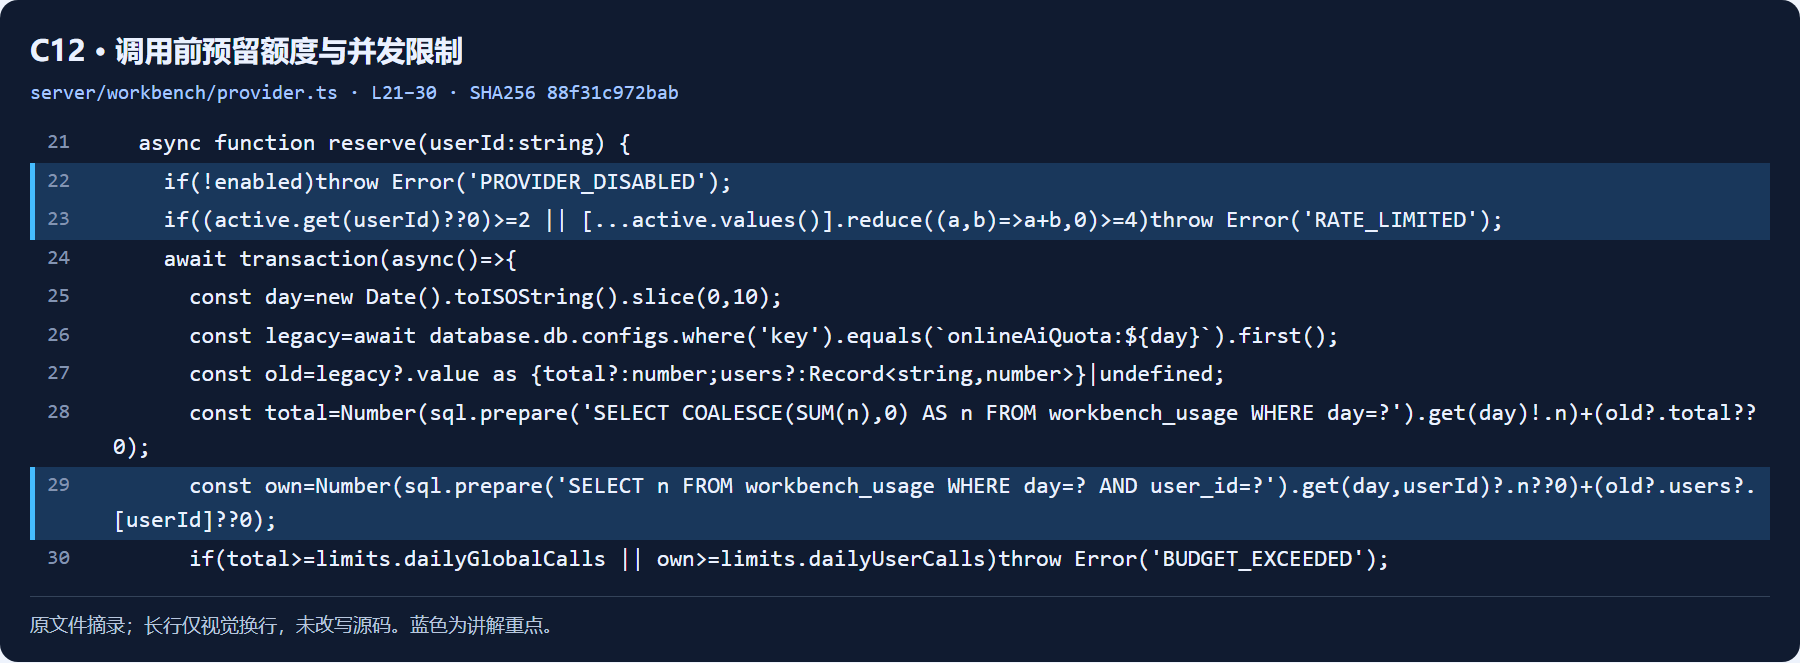 C12 • 调用前预留额度与并发限制
server/workbench/provider.ts · L21–30 · SHA256 88f31c972bab
21 async function reserve(userId:string) {
22 if(!enabled)throw Error('PROVIDER_DISABLED');
23 if((active.get(userId)??0)>=2 || [...active.values()].reduce((a,b)=>a+b,0)>=4)throw Error('RATE_LIMITED');
24 await transaction(async()=>{
25 const day=new Date().toISOString().slice(0,10);
26 const legacy=await database.db.configs.where('key').equals(`onlineAiQuota:${day}`).first();
27 const old=legacy?.value as {total?:number;users?:Record<string,number>}|undefined;
28 const total=Number(sql.prepare('SELECT COALESCE(SUM(n),0) AS n FROM workbench_usage WHERE day=?').get(day)!.n)+(old?.total??
0);
29 const own=Number(sql.prepare('SELECT n FROM workbench_usage WHERE day=? AND user_id=?').get(day,userId)?.n??0)+(old?.users?.
[userId]??0);
30 if(total>=limits.dailyGlobalCalls || own>=limits.dailyUserCalls)throw Error('BUDGET_EXCEEDED');
原文件摘录；长行仅视觉换行，未改写源码。蓝色为讲解重点。